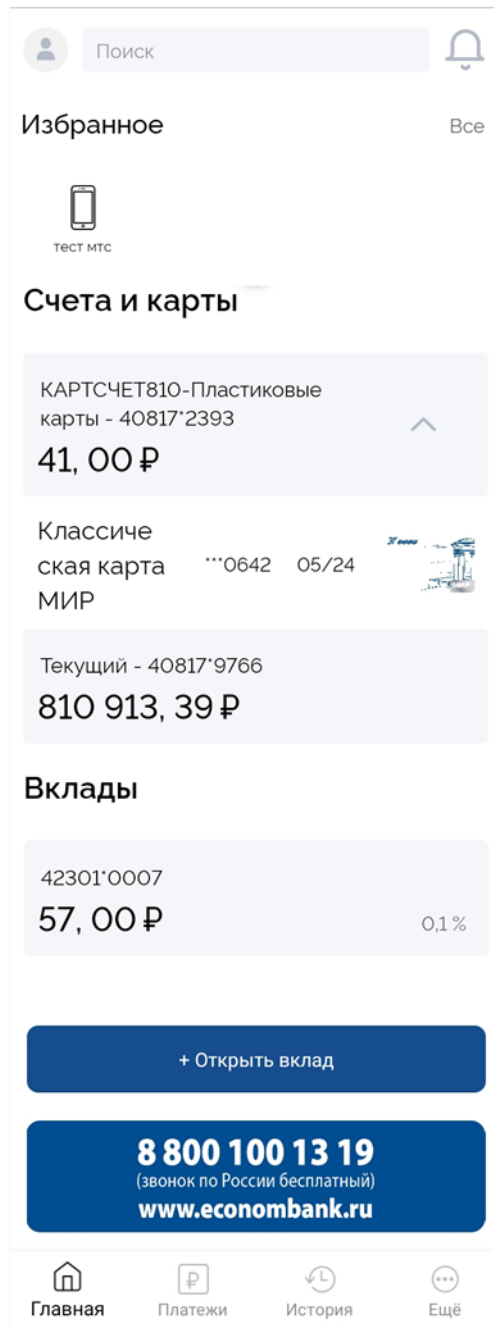 Поиск
Избранное
Все
тест мтс
Счета и карты
КАРТСЧЕТ810-Пластиковые
карты - 40817*2393
41, 00 ₽
Классиче
ская карта
МИР
***0642 05/24
МИР
Текущий - 40817*9766
810 913, 39 ₽
Вклады
42301*0007
57, 00 ₽
0,1 %
+ Открыть вклад
8 800 100 13 19
(звонок по России бесплатный)
www.econombank.ru
Главная
Платежи
История
Ещё